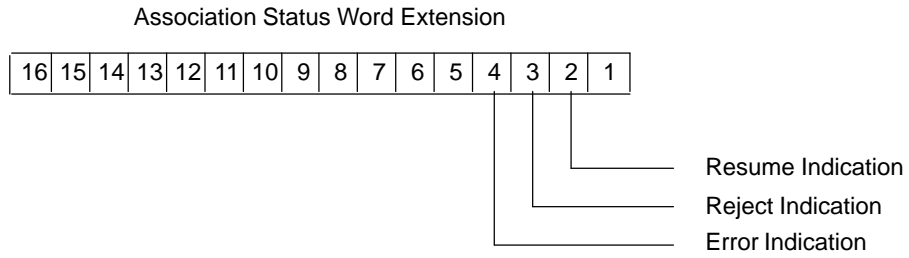 Association Status Word Extension
16 15 14 13 12 11 10 9 8 7 6 5 4 3 2 1
Resume Indication
Reject Indication
Error Indication